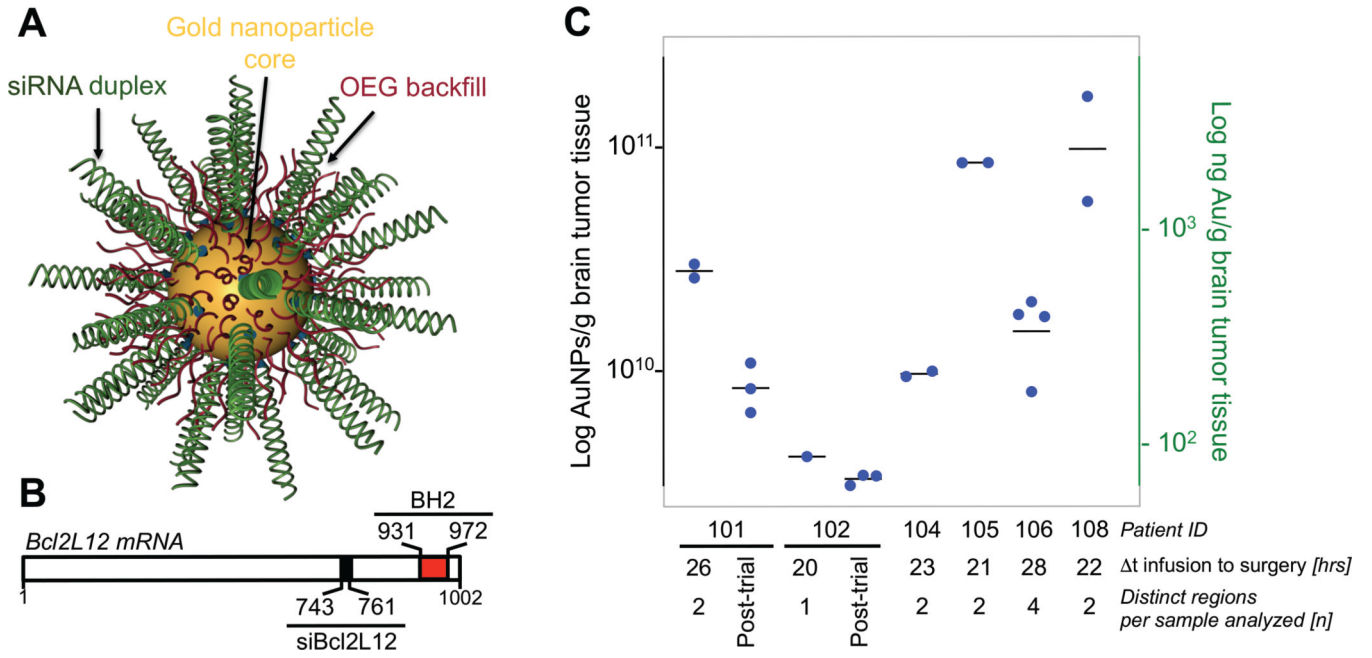 A
Gold nanoparticle
core
siRNA duplex
OEG backfill
B
BH2
931 972
Bcl2L12 mRNA
1
743 761
1002
siBcl2L12
C
Log AuNPs/g brain tumor tissue
10¹¹
10¹⁰
Log ng Au/g brain tumor tissue
10³
10²
101 102 104 105 106 108 Patient ID
26 Post-trial 20 Post-trial 23 21 28 22 Δt infusion to surgery [hrs]
2 1 2 2 4 2 Distinct regions
per sample analyzed [n]